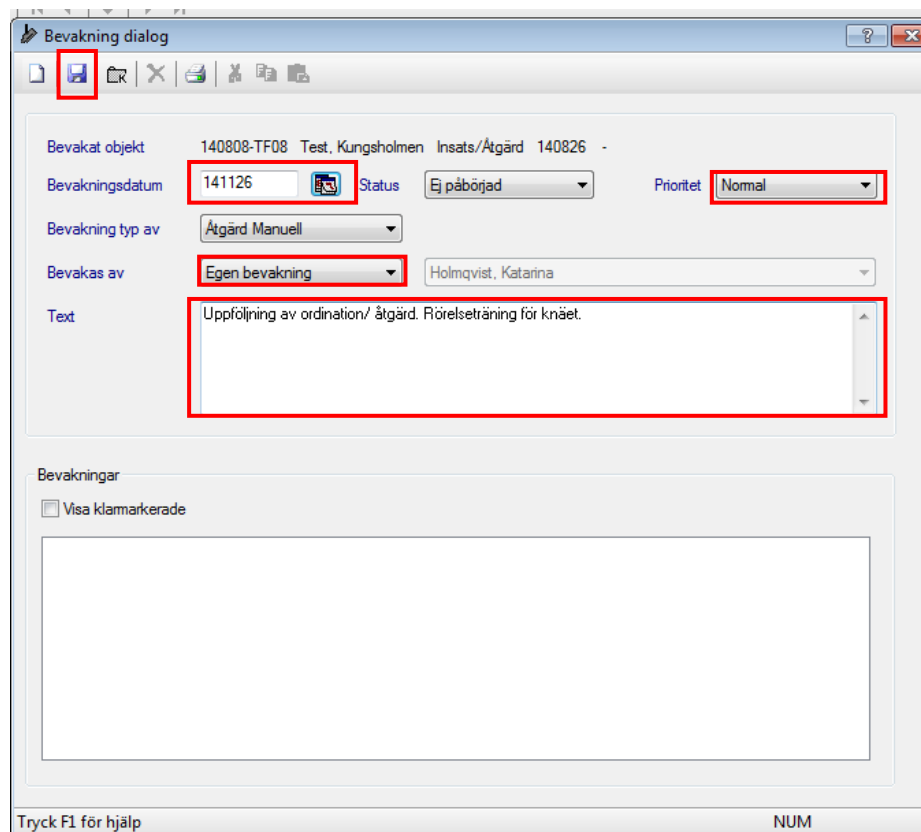 Bevakning dialog
Bevakat objekt 140808-TF08 Test, Kungsholmen Insats/Åtgärd 140826 -
Bevakningsdatum 141126 Status Ej påbörjad Prioritet Normal
Bevakning typ av Åtgärd Manuell
Bevakas av Egen bevakning Holmqvist, Katarina
Text Uppföljning av ordination/ åtgärd. Rörelseträning för knäet.
Bevakningar
Visa klarmarkerade
Tryck F1 för hjälp NUM